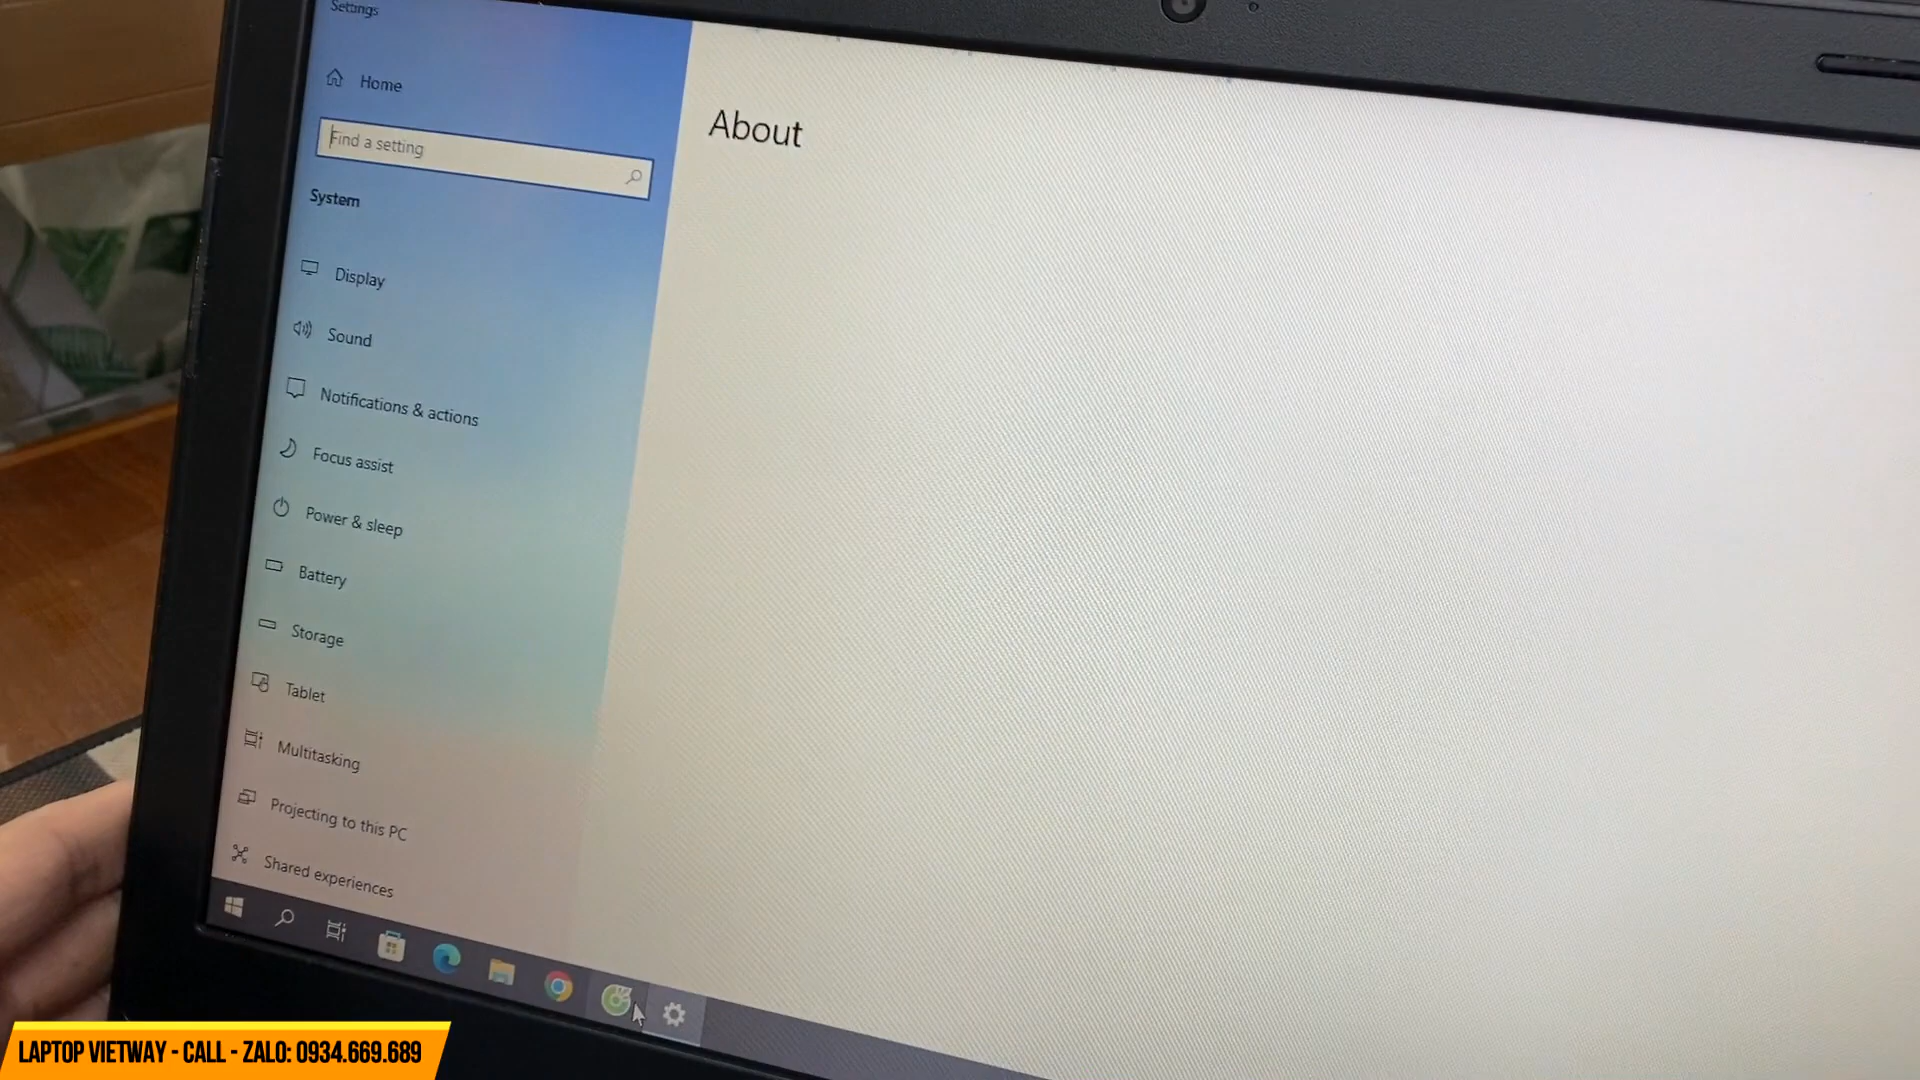 Settings
Home
Find a setting
System
Display
Sound
Notifications & actions
Focus assist
Power & sleep
Battery
Storage
Tablet
Multitasking
Projecting to this PC
Shared experiences
About
LAPTOP VIETWAY - CALL - ZALO: 0934.669.689